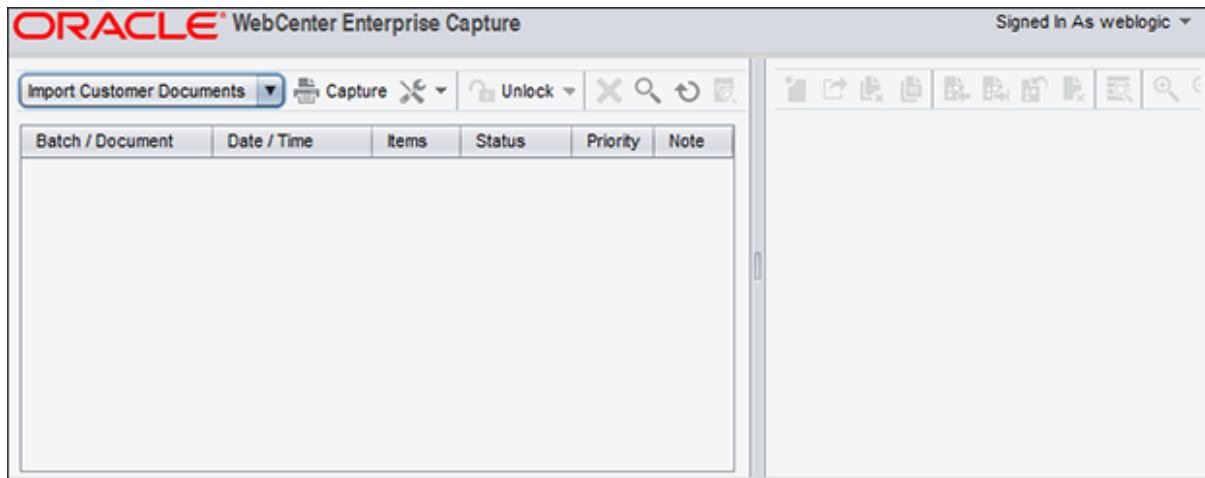 ORACLE WebCenter Enterprise Capture
Signed In As weblogic
Import Customer Documents Capture Unlock
Batch / Document Date / Time Items Status Priority Note